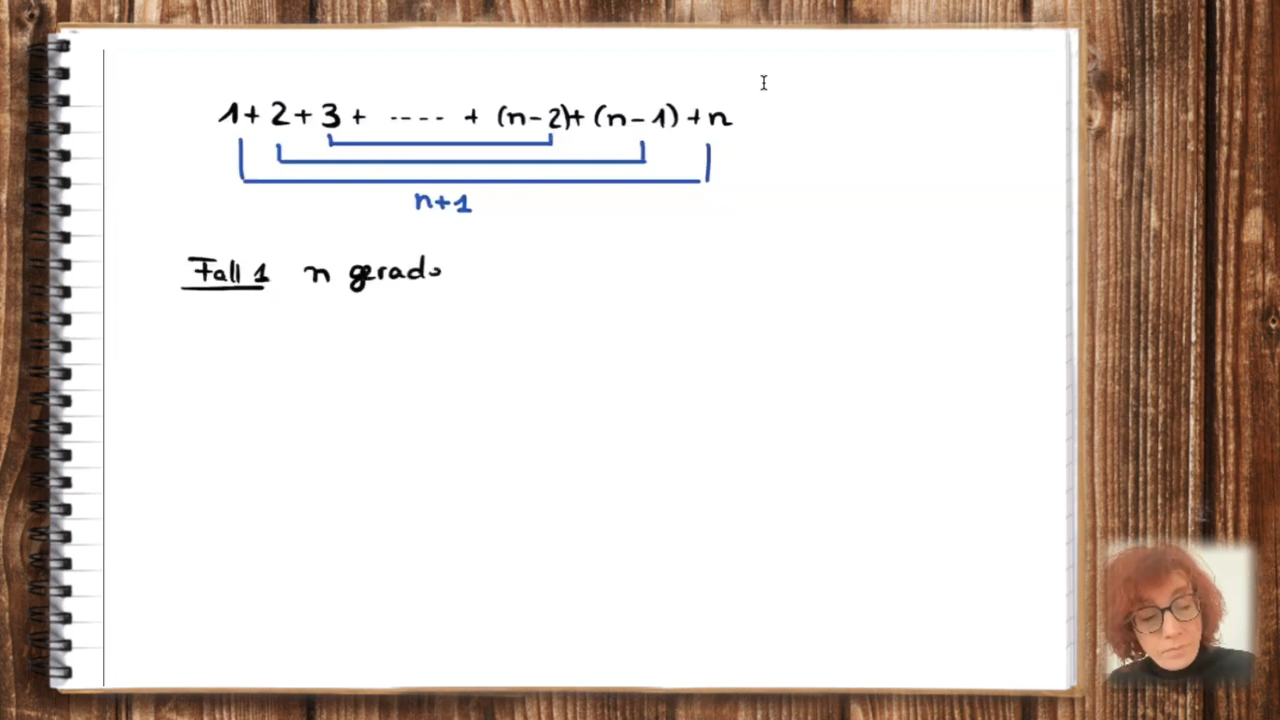 1 + 2 + 3 + ---- + (n-2) + (n-1) + n
n+1
Fall 1 n gerade